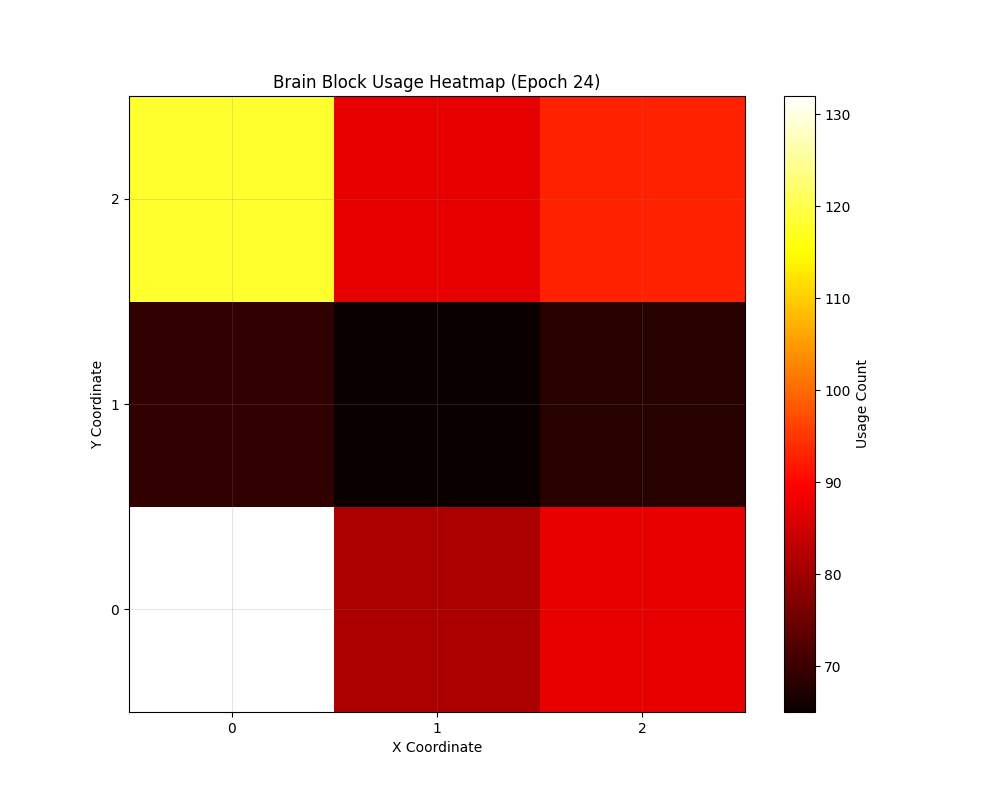 Brain Block Usage Heatmap (Epoch 24)
2
1
0
Y Coordinate
0 1 2
X Coordinate
130
120
110
100
90
80
70
Usage Count